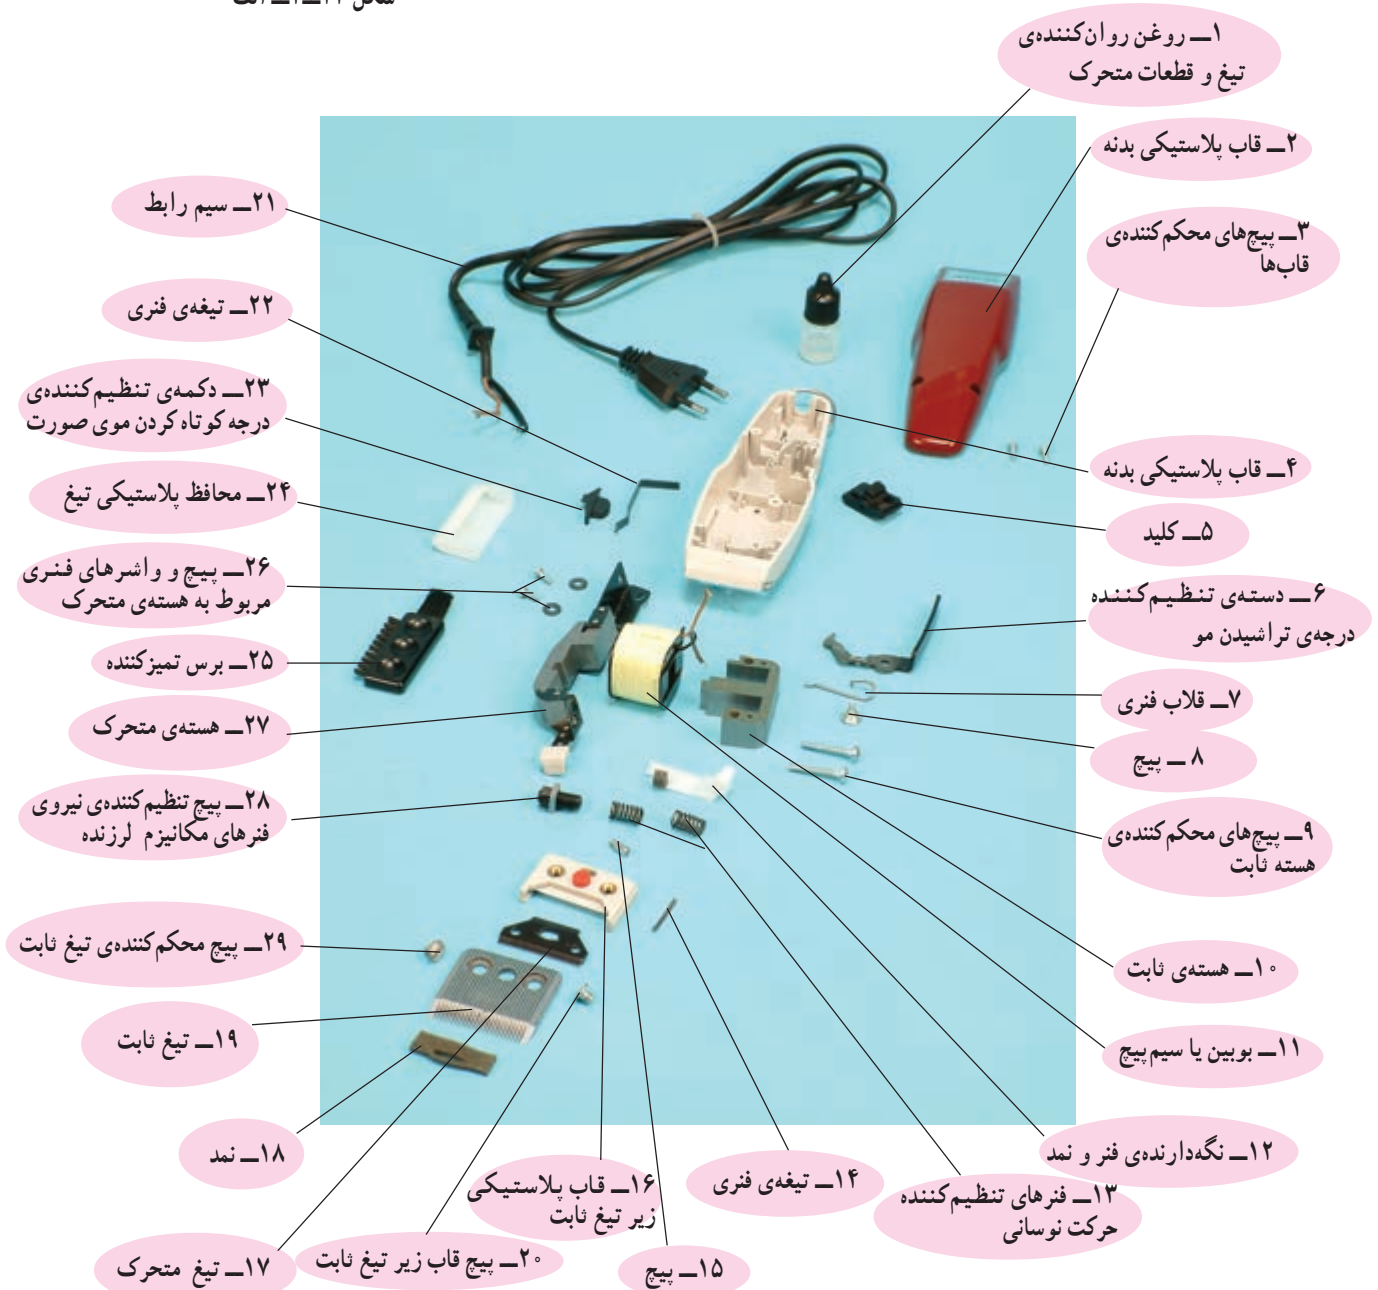 ۱ــ روغن روان‌کننده‌ی
تیغ و قطعات متحرک
۲ــ قاب پلاستیکی بدنه
۳ــ پیچ‌های محکم‌کننده‌ی
قاب‌ها
۴ــ قاب پلاستیکی بدنه
۵ــ کلید
۶ــ دسته‌ی تنظیم‌کننده
درجه‌ی تراشیدن مو
۷ــ قلاب فنری
۸ ــ پیچ
۹ــ پیچ‌های محکم‌کننده‌ی
هسته ثابت
۱۰ــ هسته‌ی ثابت
۱۱ــ بوبین یا سیم‌پیچ
۱۲ــ نگه‌دارنده‌ی فنر و نمد
۱۳ــ فنرهای تنظیم‌کننده
حرکت نوسانی
۱۴ــ تیغه‌ی فنری
۱۵ــ پیچ
۱۶ــ قاب پلاستیکی
زیر تیغ ثابت
۲۰ــ پیچ قاب زیر تیغ ثابت
۱۷ــ تیغ متحرک
۱۸ــ نمد
۱۹ــ تیغ ثابت
۲۹ــ پیچ محکم‌کننده‌ی تیغ ثابت
۲۸ــ پیچ تنظیم‌کننده‌ی نیروی
فنرهای مکانیزم لرزنده
۲۷ــ هسته‌ی متحرک
۲۵ــ برس تمیزکننده
۲۶ــ پیچ و واشرهای فنری
مربوط به هسته‌ی متحرک
۲۴ــ محافظ پلاستیکی تیغ
۲۳ــ دکمه‌ی تنظیم‌کننده‌ی
درجه کوتاه کردن موی صورت
۲۲ــ تیغه‌ی فنری
۲۱ــ سیم رابط